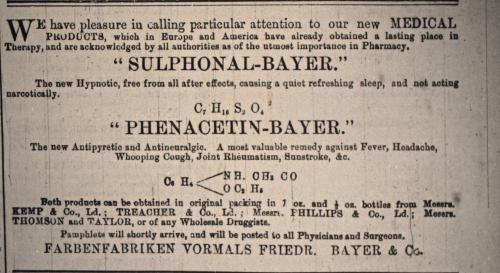 WE have pleasure in calling particular attention to our new MEDICAL
PRODUCTS, which in Europe and America have already obtained a lasting place in
Therapy, and are acknowledged by all authorities as of the utmost importance in Pharmacy.
" SULPHONAL-BAYER."
The new Hypnotic, free from all after effects, causing a quiet refreshing sleep, and not acting
narcotically.
C₇ H₁₆ S₂ O₄
" PHENACETIN-BAYER."
The new Antipyretic and Antineuralgic. A most valuable remedy against Fever, Headache,
Whooping Cough, Joint Rheumatism, Sunstroke, &c.
NH. CH₃ CO
C₆ H₄
O C₂ H₅
Both products can be obtained in original packing in 1 oz. and ½ oz. bottles from Messrs.
KEMP & Co., Ld.; TREACHER & Co., Ld.; Messrs. PHILLIPS & Co., Ld.; Messrs.
THOMSON and TAYLOR, or of any Wholesale Druggists.
Pamphlets will shortly arrive, and will be posted to all Physicians and Surgeons.
FARBENFABRIKEN VORMALS FRIEDR. BAYER & Co.